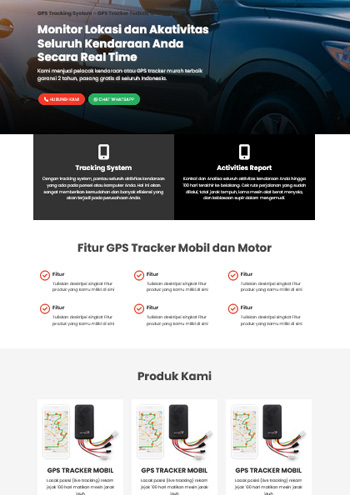 GPS Tracking System - GPS Tracker
Monitor Lokasi dan Akativitas
Seluruh Kendaraan Anda
Secara Real Time
Kami menjual pelacak kendaraan atau GPS tracker murah terbaik
garansi 2 tahun, pasang gratis di seluruh Indonesia.
HUBUNGI KAMI
CHAT WHATSAPP
Tracking System
Dengan tracking system, pantau seluruh aktivitas kendaraan
yang ada pada ponsel atau komputer Anda. Hal ini akan
sangat memberikan kemudahan dan banyak efisiensi yang
akan terjadi pada perusahaan Anda.
Activities Report
Kontrol dan Analisa seluruh aktivitas kendaraan Anda hingga
100 hari terakhir ke belakang. Cek rute perjalanan yang sudah
dilalui, total jarak tempuh, lama mesin alat berat menyala,
dan kebiasaan supir dalam mengemudi.
Fitur GPS Tracker Mobil dan Motor
Fitur
Tuliskan deskripsi singkat Fitur
produk yang Kamu miliki di sini
Fitur
Tuliskan deskripsi singkat Fitur
produk yang Kamu miliki di sini
Fitur
Tuliskan deskripsi singkat Fitur
produk yang Kamu miliki di sini
Fitur
Tuliskan deskripsi singkat Fitur
produk yang Kamu miliki di sini
Fitur
Tuliskan deskripsi singkat Fitur
produk yang Kamu miliki di sini
Fitur
Tuliskan deskripsi singkat Fitur
produk yang Kamu miliki di sini
Produk Kami
GPS TRACKER MOBIL
Lacak posisi (live tracking) rekam
jejak 100 hari matikan mesin jarak
jauh
GPS TRACKER MOBIL
Lacak posisi (live tracking) rekam
jejak 100 hari matikan mesin jarak
jauh
GPS TRACKER MOBIL
Lacak posisi (live tracking) rekam
jejak 100 hari matikan mesin jarak
jauh